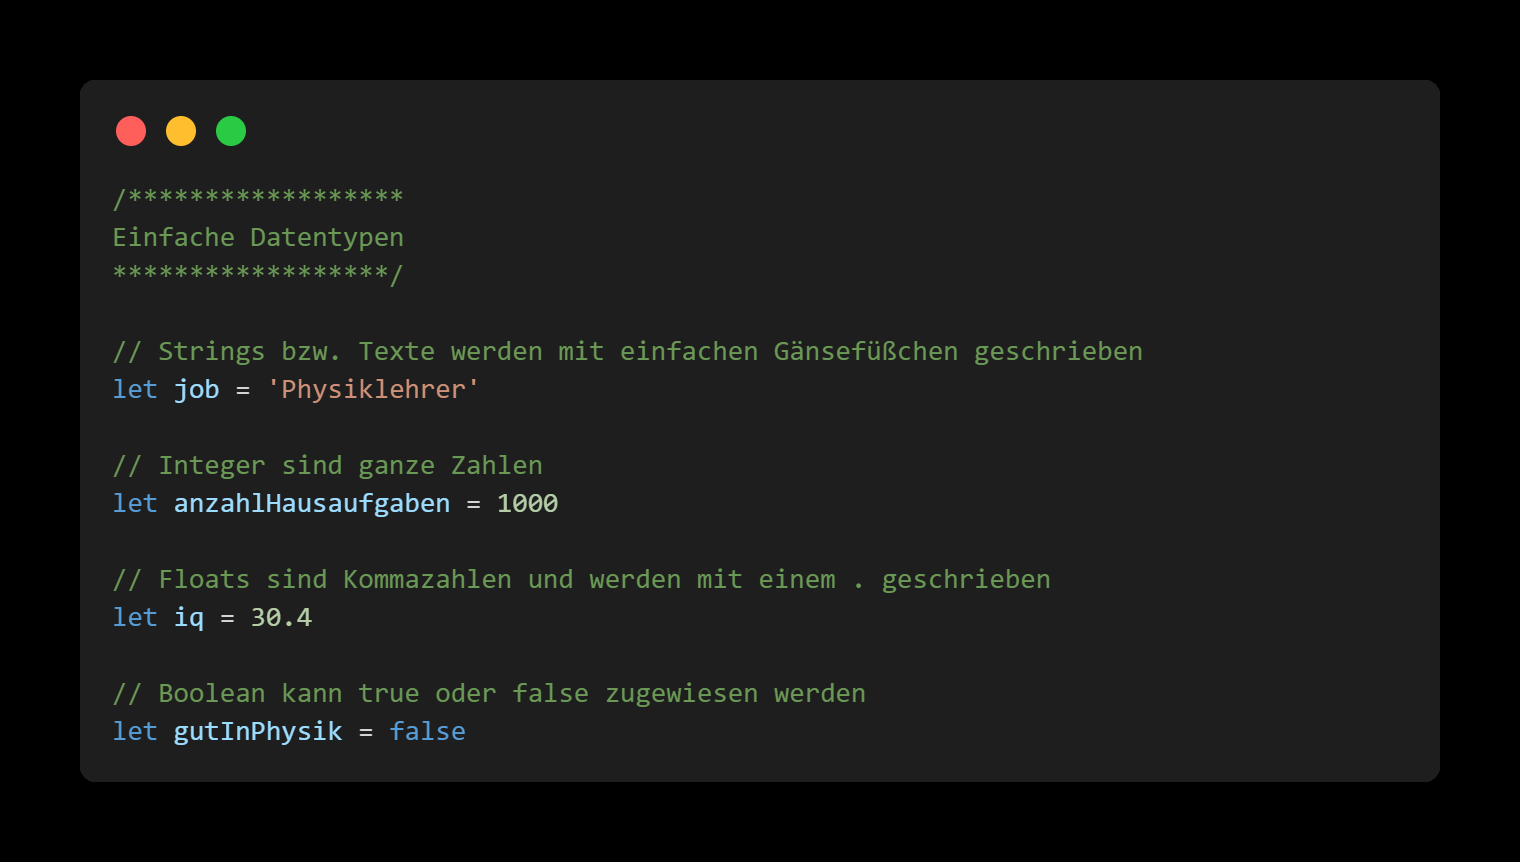 /******************
Einfache Datentypen
******************/
// Strings bzw. Texte werden mit einfachen Gänsefüßchen geschrieben
let job = 'Physiklehrer'
// Integer sind ganze Zahlen
let anzahlHausaufgaben = 1000
// Floats sind Kommazahlen und werden mit einem . geschrieben
let iq = 30.4
// Boolean kann true oder false zugewiesen werden
let gutInPhysik = false